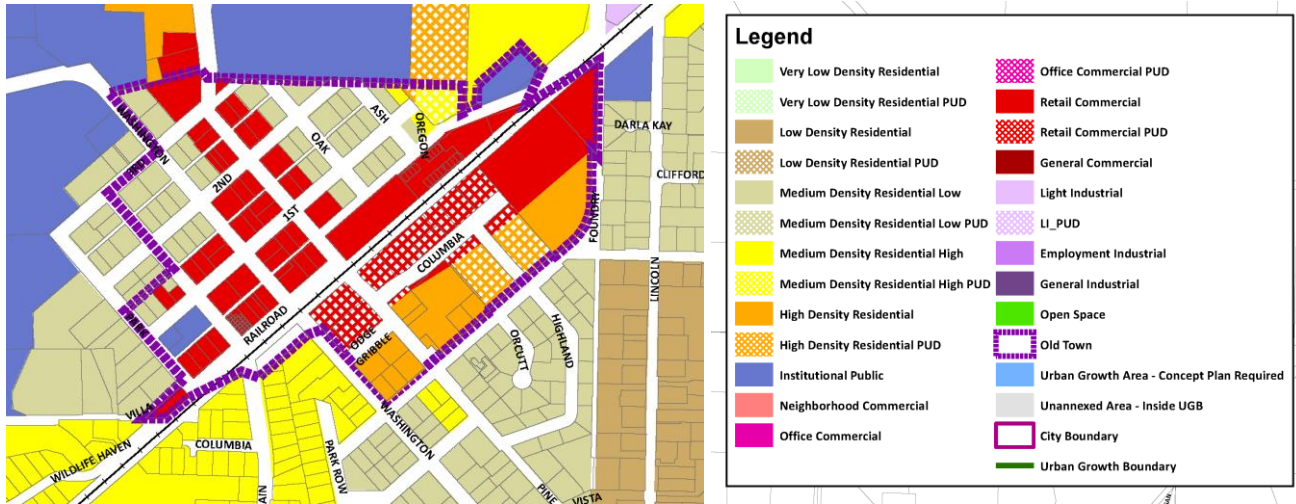 WASHINGTON
2ND
1ST
OAK
ASH
OREGON
DARLA KAY
CLIFFORD
FOUNDRY
LINCOLN
COLUMBIA
RAILROAD
PARK
GRIBBLE
ORCUTT
HIGHLAND
VILLA
WILDLIFE HAVEN
COLUMBIA
PARK ROW
WASHINGTON
PINE
VISTA
Legend
Very Low Density Residential
Very Low Density Residential PUD
Low Density Residential
Low Density Residential PUD
Medium Density Residential Low
Medium Density Residential Low PUD
Medium Density Residential High
Medium Density Residential High PUD
High Density Residential
High Density Residential PUD
Institutional Public
Neighborhood Commercial
Office Commercial
Office Commercial PUD
Retail Commercial
Retail Commercial PUD
General Commercial
Light Industrial
LI_PUD
Employment Industrial
General Industrial
Open Space
Old Town
Urban Growth Area - Concept Plan Required
Unannexed Area - Inside UGB
City Boundary
Urban Growth Boundary